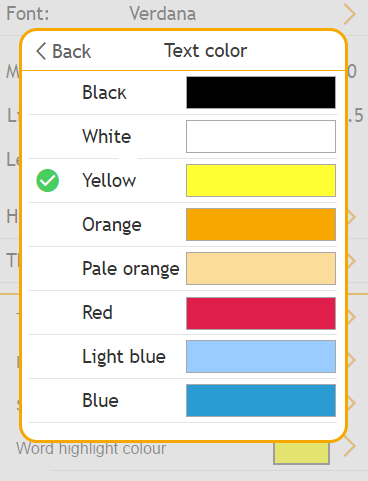 Font: Verdana
Back Text color
Black
White
Yellow
Orange
Pale orange
Red
Light blue
Blue
Word highlight colour